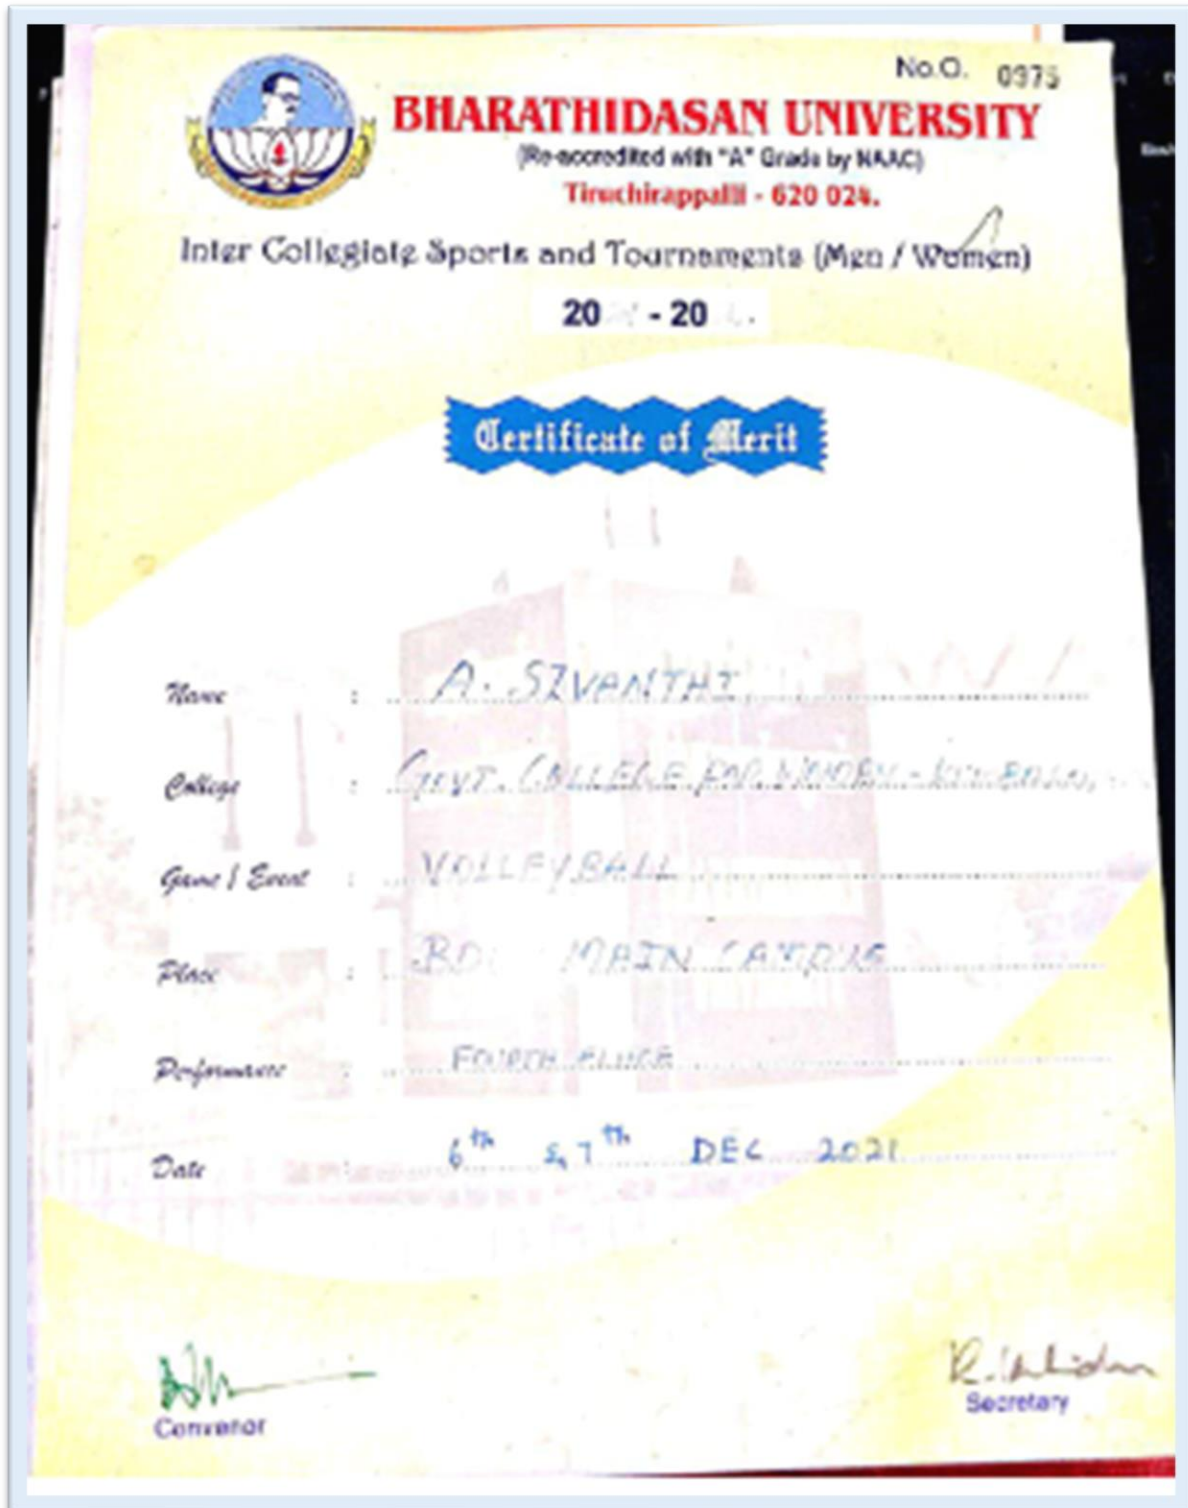 No.O. 0975
BHARATHIDASAN UNIVERSITY
(Re-accredited with "A" Grade by NAAC)
Tiruchirappalli - 620 024.
Inter Collegiate Sports and Tournaments (Men / Women)
20 - 20
Certificate of Merit
Name : A. SIVANTHI
College : GOVT. COLLEGE FOR WOMEN -
Game / Event : VOLLEYBALL
Place : MAIN CAMPUS
Performance : FOURTH PLACE
Date : 6th & 7th DEC 2021
Convenor
Secretary